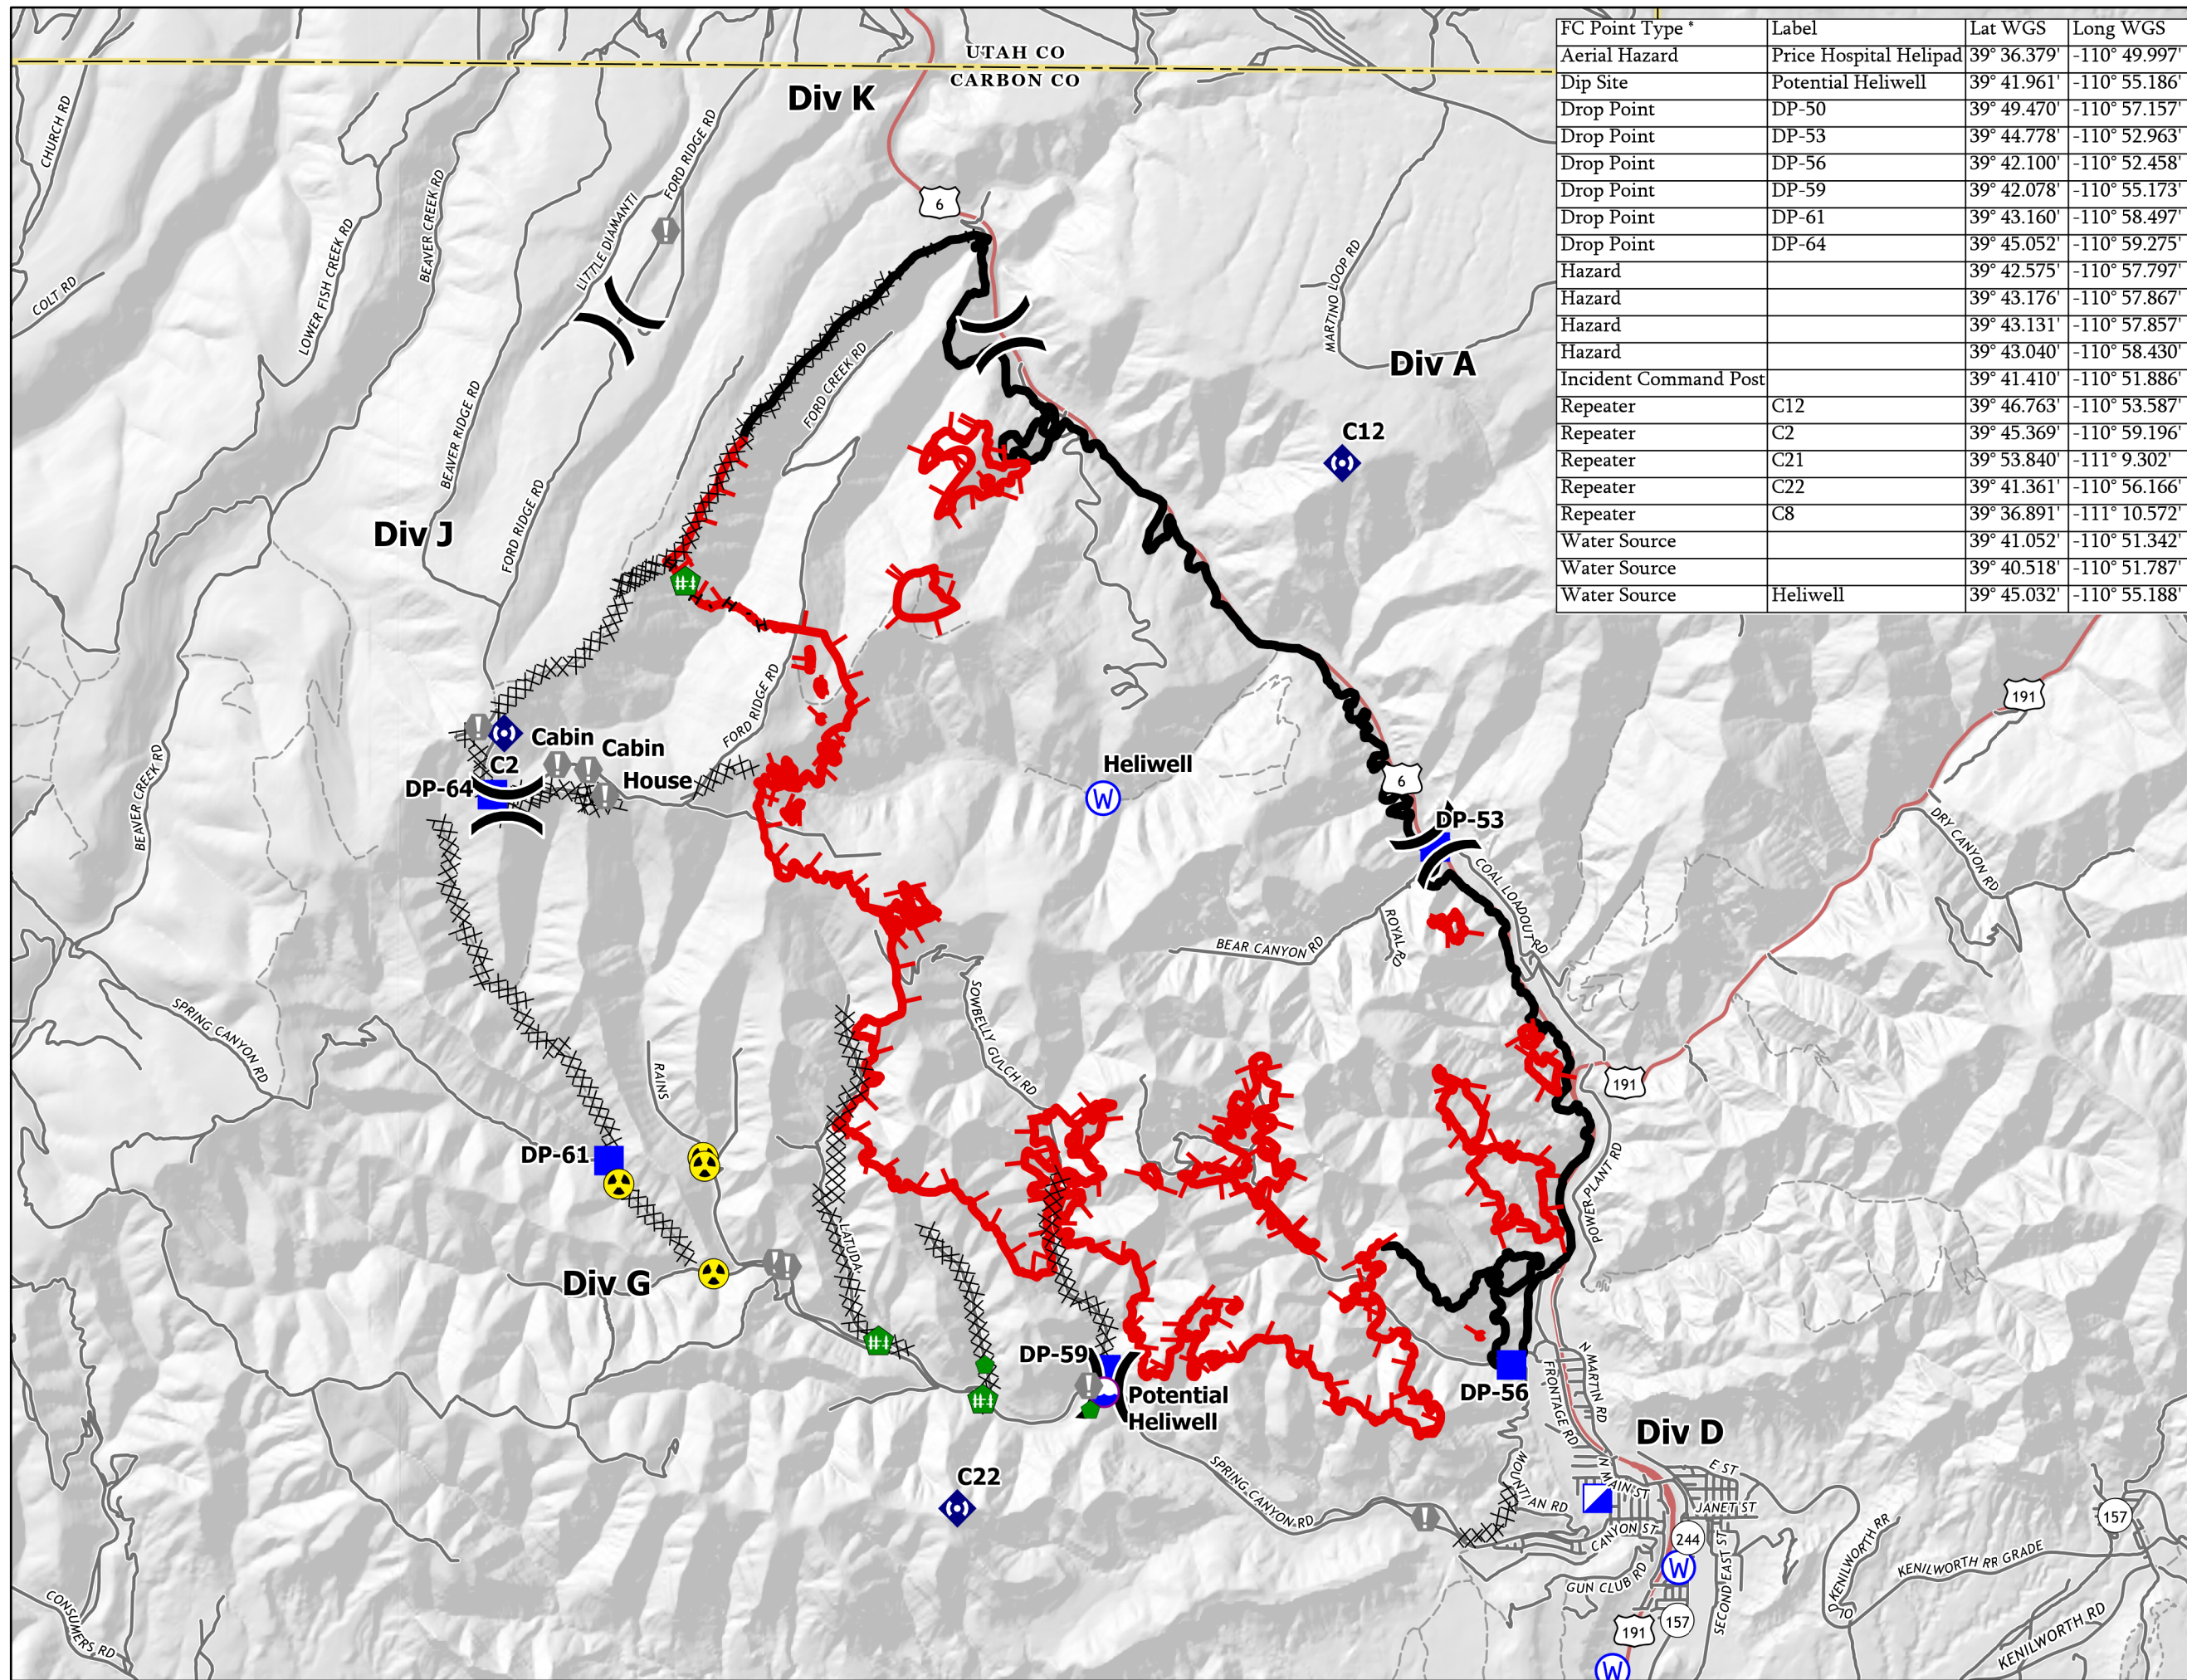 UTAH CO
CARBON CO
FC Point Type * Label Lat WGS Long WGS
Aerial Hazard Price Hospital Helipad 39° 36.379' -110° 49.997'
Dip Site Potential Heliwell 39° 41.961' -110° 55.186'
Drop Point DP-50 39° 49.470' -110° 57.157'
Drop Point DP-53 39° 44.778' -110° 52.963'
Drop Point DP-56 39° 42.100' -110° 52.458'
Drop Point DP-59 39° 42.078' -110° 55.173'
Drop Point DP-61 39° 43.160' -110° 58.497'
Drop Point DP-64 39° 45.052' -110° 59.275'
Hazard 39° 42.575' -110° 57.797'
Hazard 39° 43.176' -110° 57.867'
Hazard 39° 43.131' -110° 57.857'
Hazard 39° 43.040' -110° 58.430'
Incident Command Post 39° 41.410' -110° 51.886'
Repeater C12 39° 46.763' -110° 53.587'
Repeater C2 39° 45.369' -110° 59.196'
Repeater C21 39° 53.840' -111° 9.302'
Repeater C22 39° 41.361' -110° 56.166'
Repeater C8 39° 36.891' -111° 10.572'
Water Source 39° 41.052' -110° 51.342'
Water Source 39° 40.518' -110° 51.787'
Water Source Heliwell 39° 45.032' -110° 55.188'
Div K
CHURCH RD
FORD RIDGE RD
6
BEAVER CREEK RD
LITTLE DIAMANTI
LOWER FISH CREEK RD
COLT RD
MARTINO LOOP RD
Div A
FORD CREEK RD
BEAVER RIDGE RD
C12
Div J
FORD RIDGE RD
FORD RIDGE RD
191
Cabin
Cabin
C2
House
DP-64
Heliwell
W
6
BEAVER CREEK RD
DP-53
DRY CANYON RD
COAL LOADOUT RD
ROYAL RD
BEAR CANYON RD
SOWBELLY GULCH RD
SPRING CANYON RD
RAINS
191
DP-61
POWER PLANT RD
LATUDA
Div G
DP-59
Potential
Heliwell
DP-56
N MARTIN RD
FRONTAGE RD
Div D
C22
SPRING CANYON RD
MOUNTIAN RD
N MAIN ST
E ST
JANET ST
CANYON ST
244
157
W
GUN CLUB RD
SECOND EAST ST
OLD KENILWORTH RR
KENILWORTH RR GRADE
157
191
KENILWORTH RD
CONSUMERS RD
W